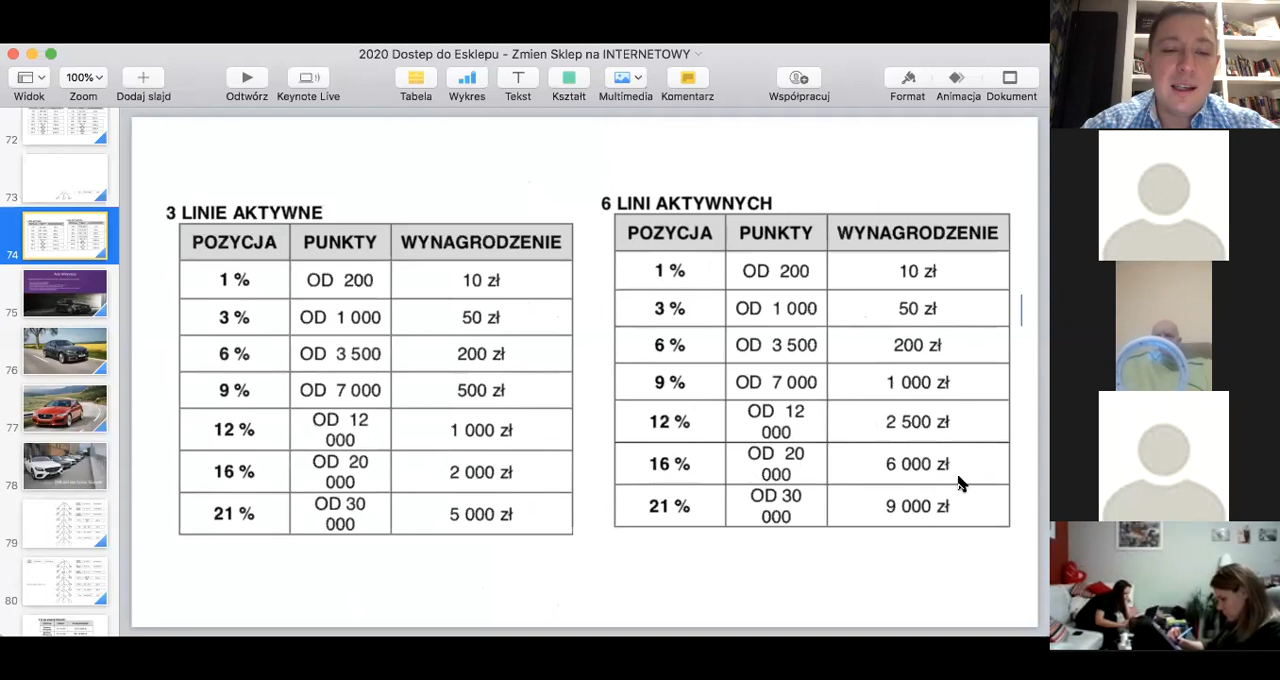 2020 Dostep do Esklepu - Zmien Sklep na INTERNETOWY
100%
Widok
Zoom
Dodaj slajd
Odtwórz
Keynote Live
Tabela
Wykres
Tekst
Kształt
Multimedia
Komentarz
Współpracuj
Format
Animacja
Dokument
72
73
74
75
76
77
78
79
80
3 LINIE AKTYWNE
POZYCJA PUNKTY WYNAGRODZENIE
1 % OD 200 10 zł
3 % OD 1 000 50 zł
6 % OD 3 500 200 zł
9 % OD 7 000 500 zł
12 % OD 12 000 1 000 zł
16 % OD 20 000 2 000 zł
21 % OD 30 000 5 000 zł
6 LINI AKTYWNYCH
POZYCJA PUNKTY WYNAGRODZENIE
1 % OD 200 10 zł
3 % OD 1 000 50 zł
6 % OD 3 500 200 zł
9 % OD 7 000 1 000 zł
12 % OD 12 000 2 500 zł
16 % OD 20 000 6 000 zł
21 % OD 30 000 9 000 zł